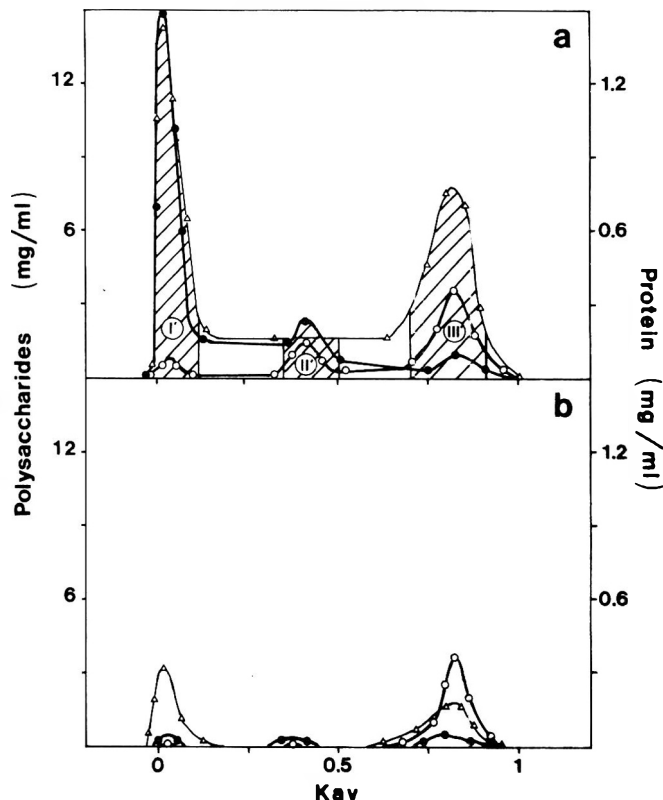 a
12
6
1.2
0.6
I'
II'
III'
b
12
6
1.2
0.6
0
0.5
1
Kav
Polysaccharides (mg/ml)
Protein (mg/ml)